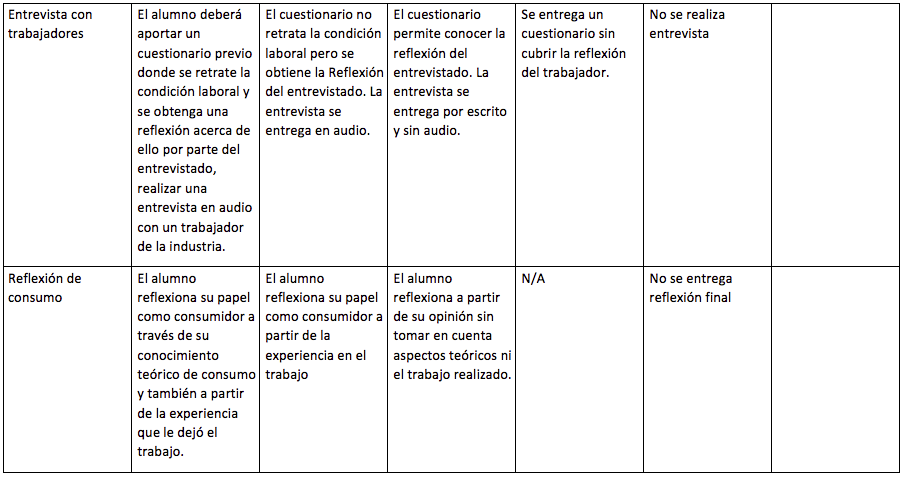 Entrevista con
trabajadores
El alumno deberá
aportar un
cuestionario previo
donde se retrate la
condición laboral y
se obtenga una
reflexión acerca de
ello por parte del
entrevistado,
realizar una
entrevista en audio
con un trabajador
de la industria.
El cuestionario no
retrata la condición
laboral pero se
obtiene la Reflexión
del entrevistado. La
entrevista se
entrega en audio.
El cuestionario
permite conocer la
reflexión del
entrevistado. La
entrevista se
entrega por escrito
y sin audio.
Se entrega un
cuestionario sin
cubrir la reflexión
del trabajador.
No se realiza
entrevista
Reflexión de
consumo
El alumno
reflexiona su papel
como consumidor a
través de su
conocimiento
teórico de consumo
y también a partir
de la experiencia
que le dejó el
trabajo.
El alumno
reflexiona su papel
como consumidor a
partir de la
experiencia en el
trabajo
El alumno
reflexiona a partir
de su opinión sin
tomar en cuenta
aspectos teóricos ni
el trabajo realizado.
N/A
No se entrega
reflexión final